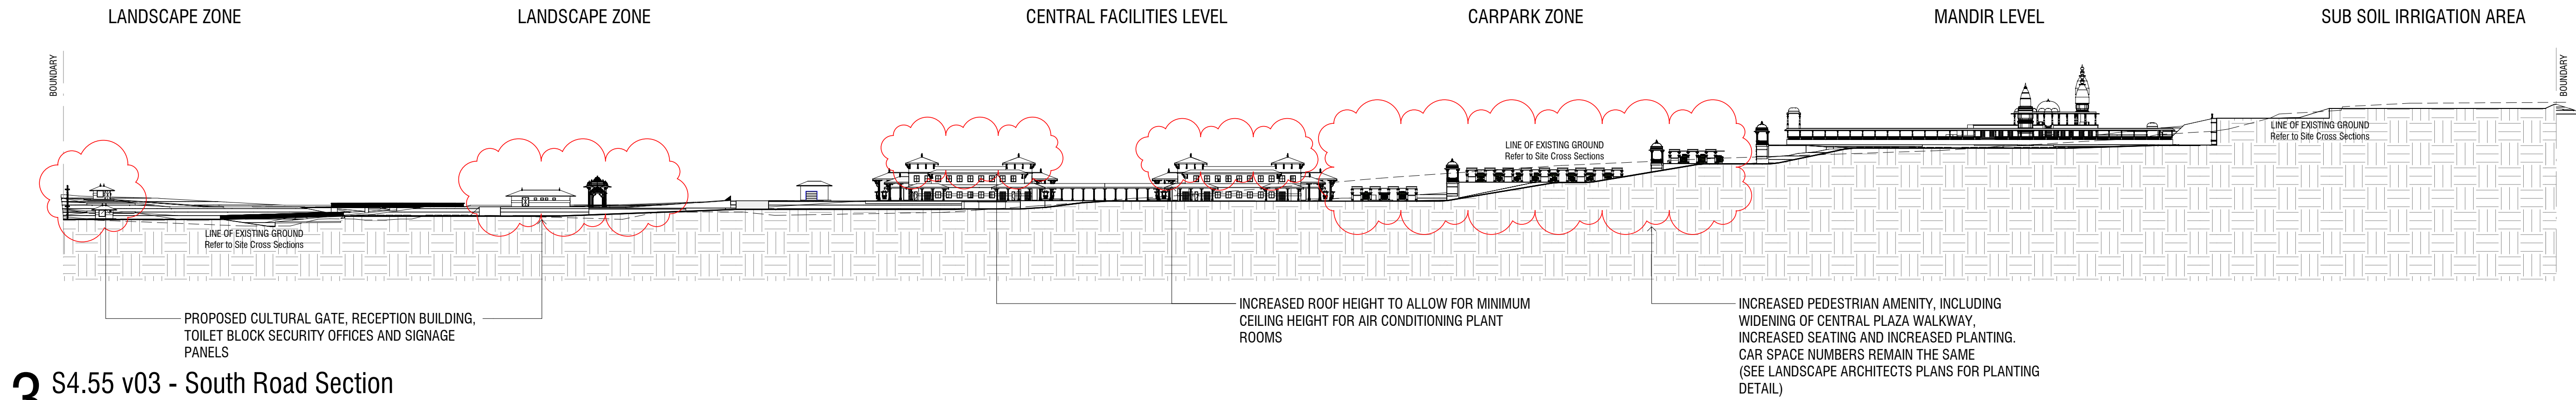 LANDSCAPE ZONE
LANDSCAPE ZONE
CENTRAL FACILITIES LEVEL
CARPARK ZONE
MANDIR LEVEL
SUB SOIL IRRIGATION AREA
BOUNDARY
BOUNDARY
LINE OF EXISTING GROUND
Refer to Site Cross Sections
LINE OF EXISTING GROUND
Refer to Site Cross Sections
LINE OF EXISTING GROUND
Refer to Site Cross Sections
PROPOSED CULTURAL GATE, RECEPTION BUILDING,
TOILET BLOCK SECURITY OFFICES AND SIGNAGE
PANELS
INCREASED ROOF HEIGHT TO ALLOW FOR MINIMUM
CEILING HEIGHT FOR AIR CONDITIONING PLANT
ROOMS
INCREASED PEDESTRIAN AMENITY, INCLUDING
WIDENING OF CENTRAL PLAZA WALKWAY,
INCREASED SEATING AND INCREASED PLANTING.
CAR SPACE NUMBERS REMAIN THE SAME
(SEE LANDSCAPE ARCHITECTS PLANS FOR PLANTING
DETAIL)
3 S4.55 v03 - South Road Section